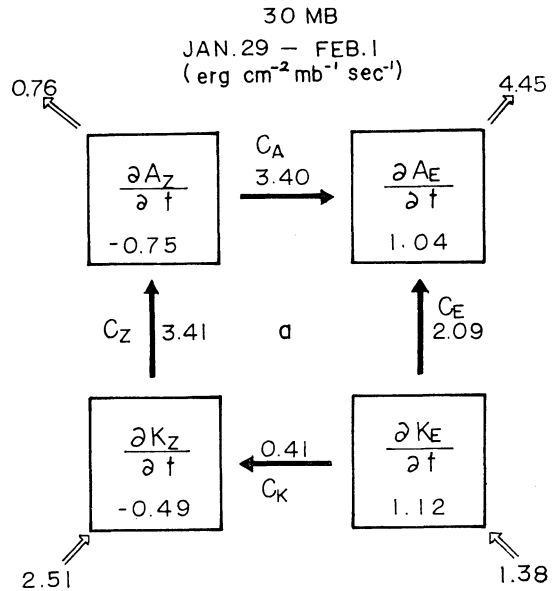 30 MB
JAN. 29 – FEB. 1
(erg cm⁻² mb⁻¹ sec⁻¹)
0.76
4.45
∂A_Z
∂t
-0.75
C_A
3.40
∂A_E
∂t
1.04
C_Z 3.41
a
C_E
2.09
∂K_Z
∂t
-0.49
0.41
C_K
∂K_E
∂t
1.12
2.51
1.38